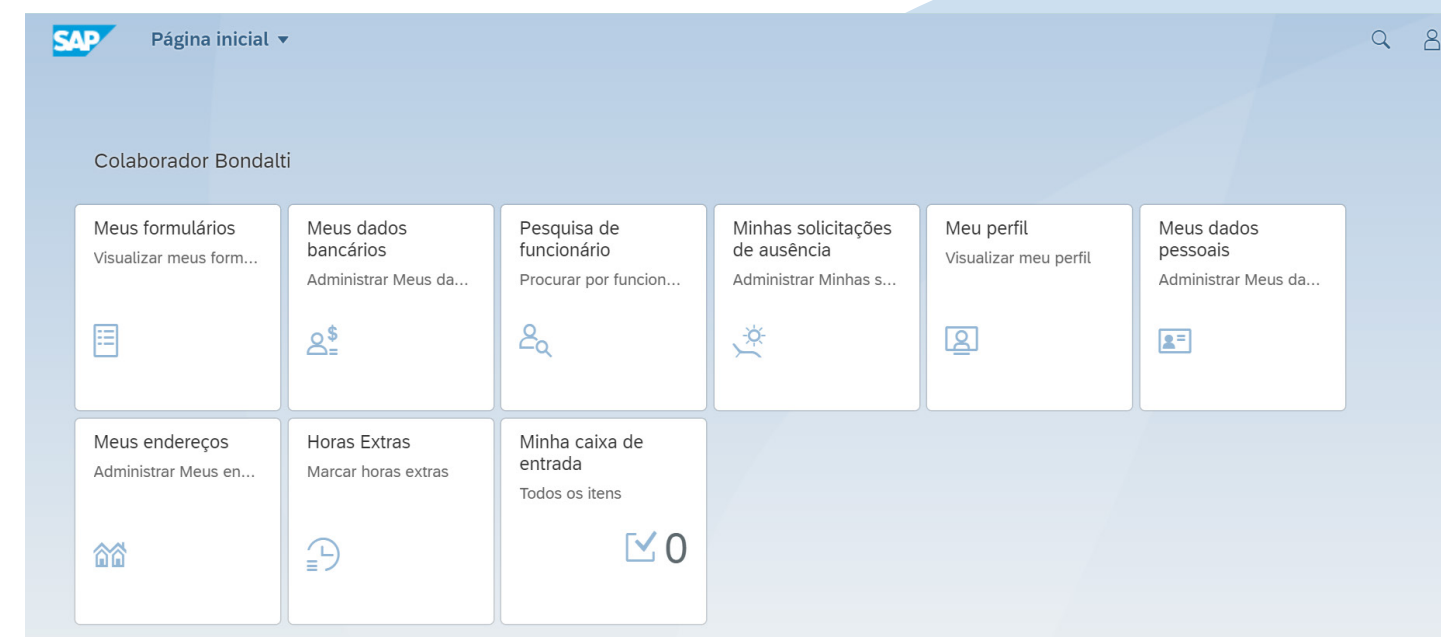 SAP
Página inicial
Colaborador Bondalti
Meus formulários
Visualizar meus form...
Meus dados
bancários
Administrar Meus da...
Pesquisa de
funcionário
Procurar por funcion...
Minhas solicitações
de ausência
Administrar Minhas s...
Meu perfil
Visualizar meu perfil
Meus dados
pessoais
Administrar Meus da...
Meus endereços
Administrar Meus en...
Horas Extras
Marcar horas extras
Minha caixa de
entrada
Todos os itens
0